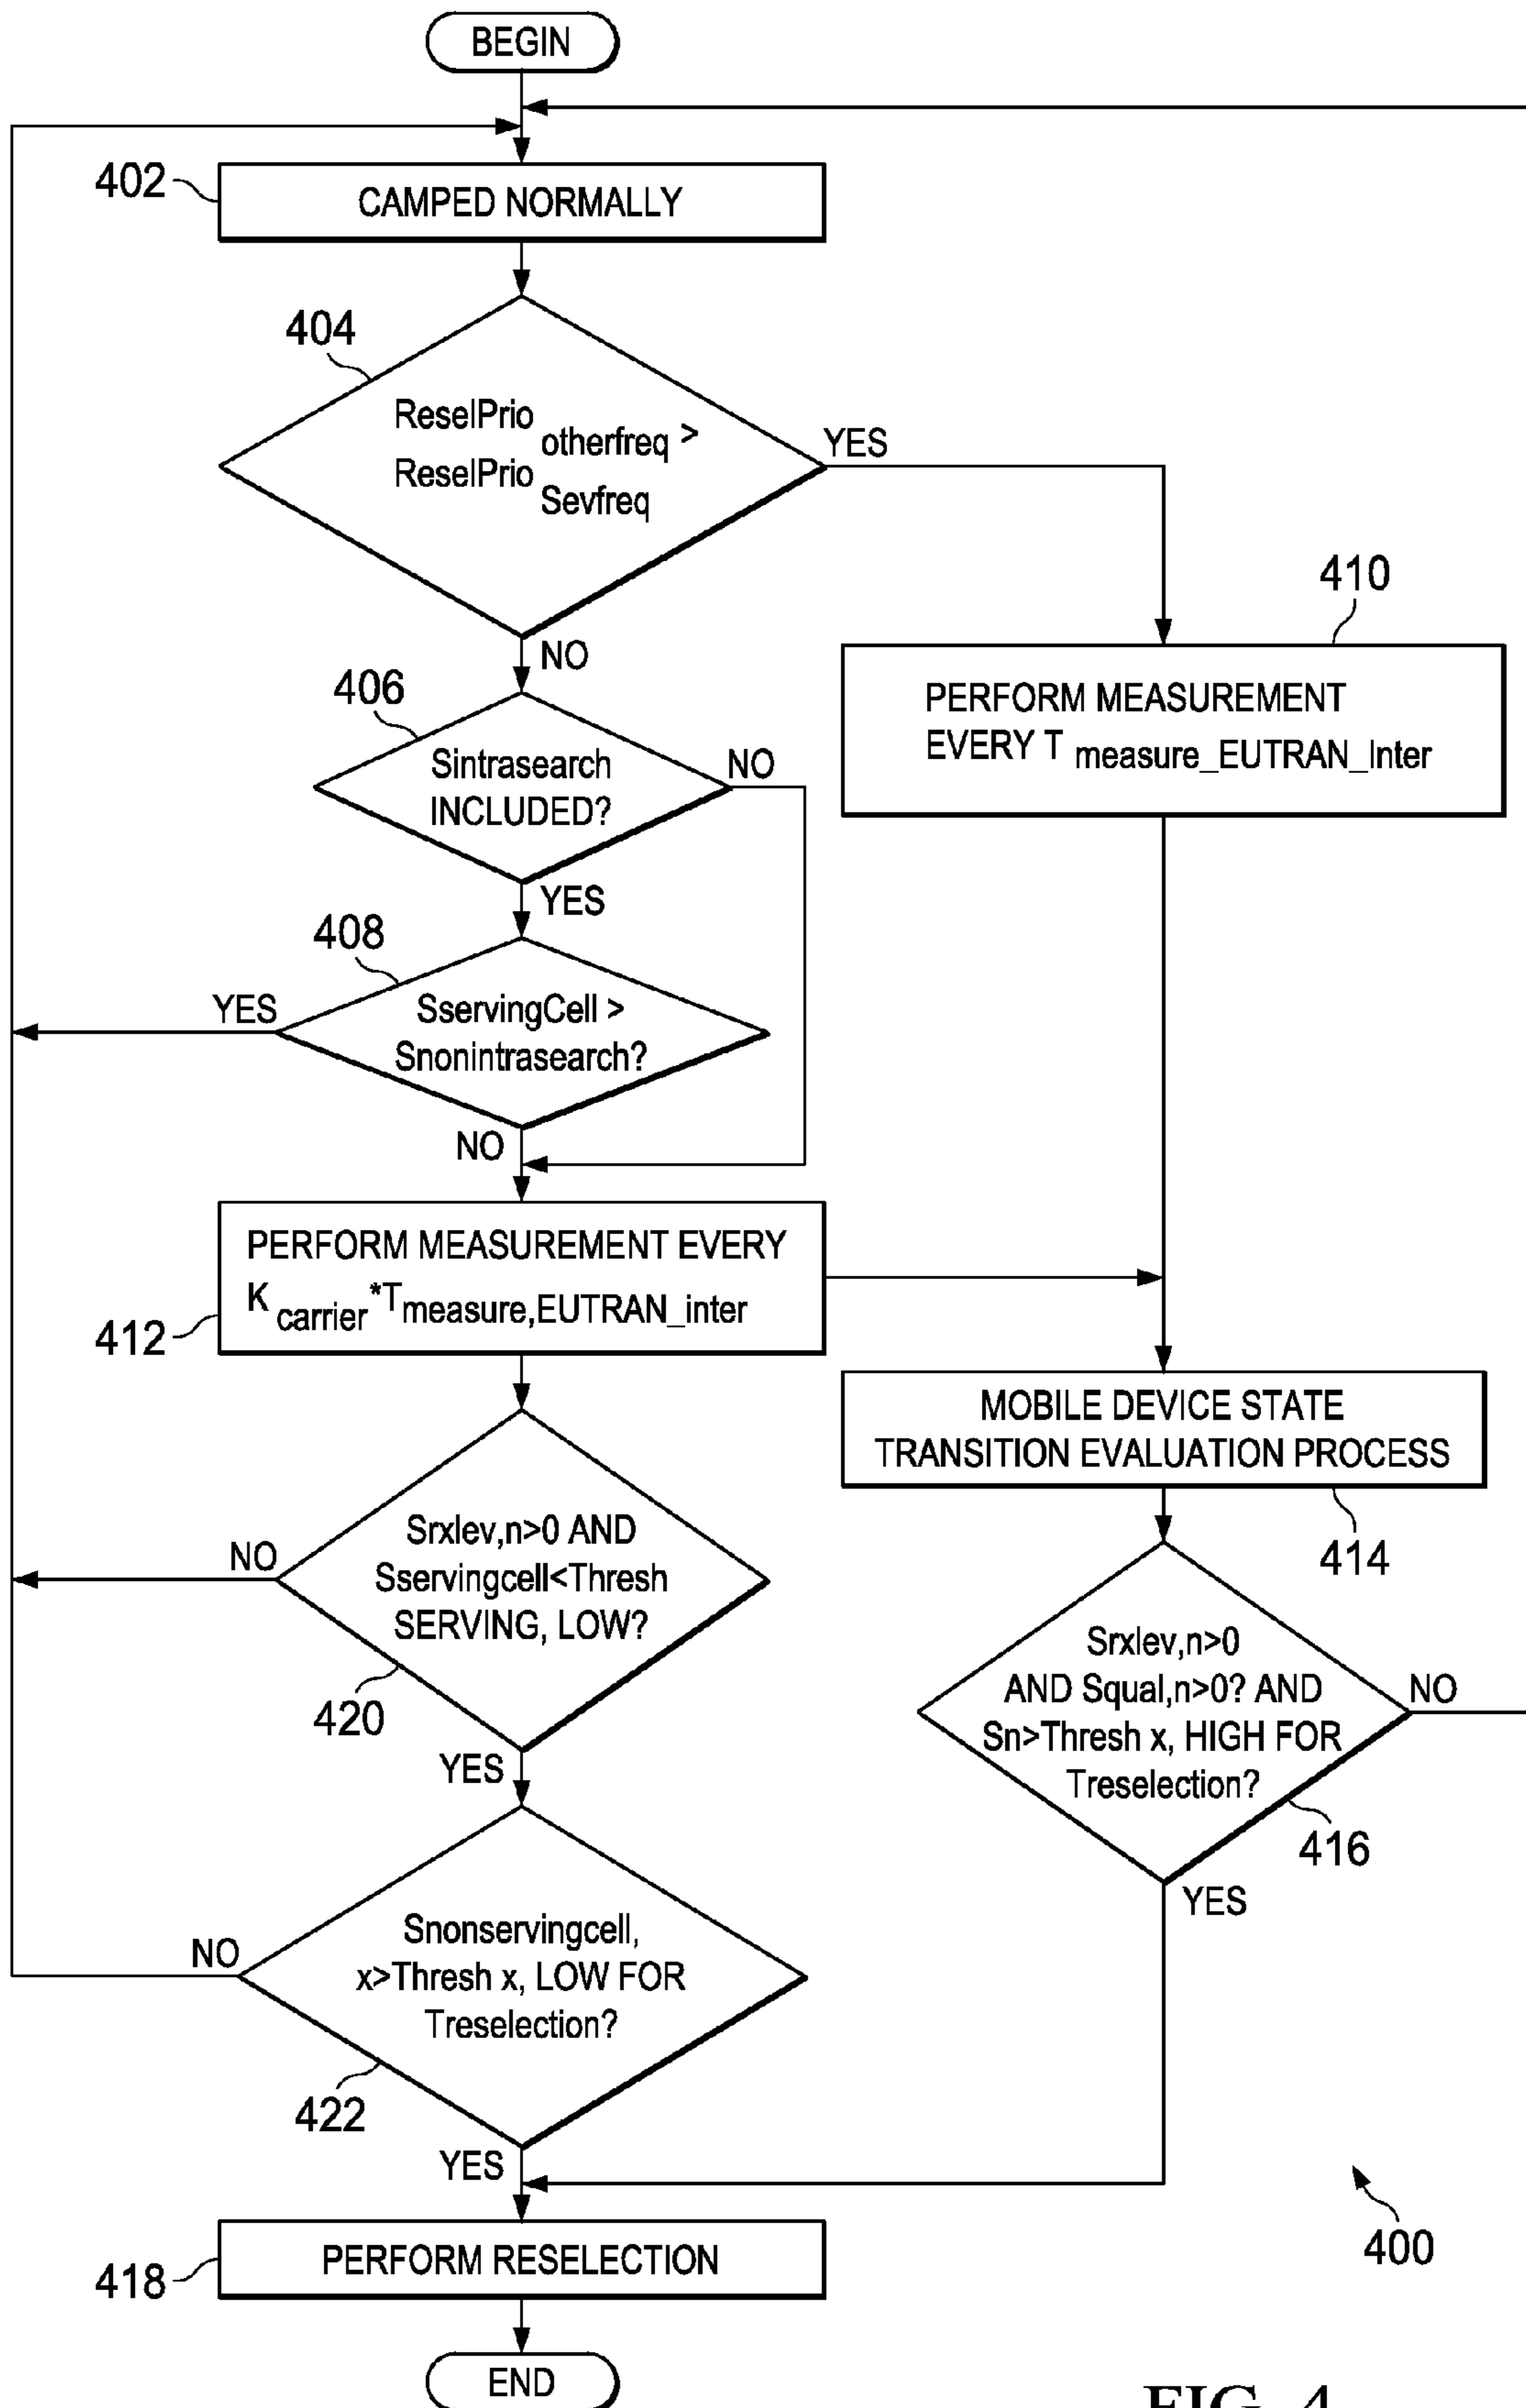 BEGIN
402
CAMPED NORMALLY
404
ReselPrio otherfreq >
ReselPrio Sevfreq
YES
NO
410
PERFORM MEASUREMENT
EVERY T measure_EUTRAN_Inter
406
Sintrasearch
INCLUDED?
NO
YES
408
SservingCell >
Snonintrasearch?
YES
NO
PERFORM MEASUREMENT EVERY
K carrier *T measure,EUTRAN_inter
412
MOBILE DEVICE STATE
TRANSITION EVALUATION PROCESS
414
Srxlev,n>0 AND
Sservingcell<Thresh
SERVING, LOW?
NO
420
YES
Srxlev,n>0
AND Squal,n>0? AND
Sn>Thresh x, HIGH FOR
Treselection?
NO
416
YES
Snonservingcell,
x>Thresh x, LOW FOR
Treselection?
NO
422
YES
418
PERFORM RESELECTION
400
END
FIG. 4